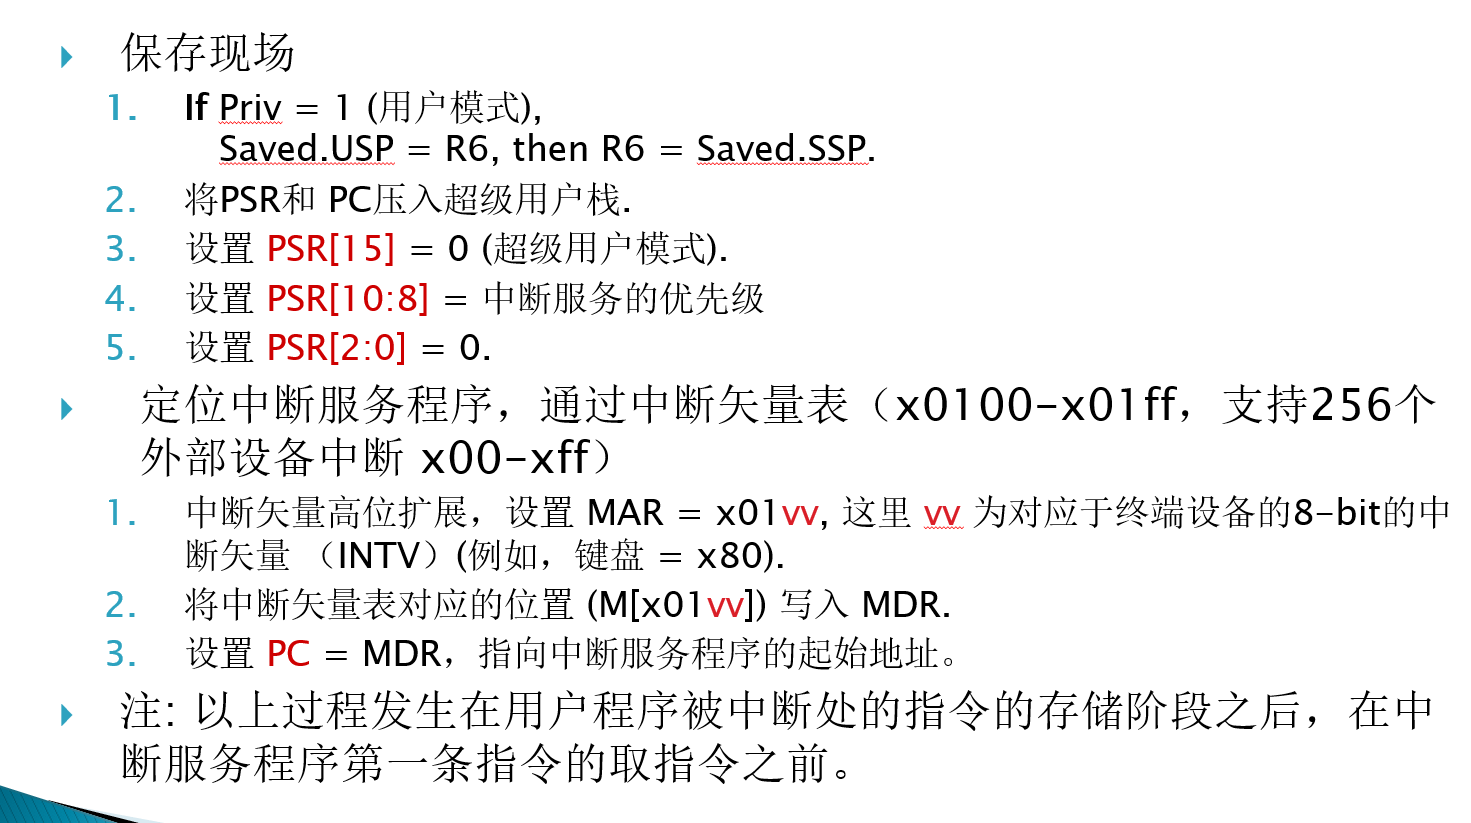 保存现场
1. If Priv = 1 (用户模式),
Saved.USP = R6, then R6 = Saved.SSP.
2. 将PSR和 PC压入超级用户栈.
3. 设置 PSR[15] = 0 (超级用户模式).
4. 设置 PSR[10:8] = 中断服务的优先级
5. 设置 PSR[2:0] = 0.
定位中断服务程序，通过中断矢量表（x0100-x01ff，支持256个
外部设备中断 x00-xff）
1. 中断矢量高位扩展，设置 MAR = x01vv, 这里 vv 为对应于终端设备的8-bit的中
断矢量 （INTV）(例如，键盘 = x80).
2. 将中断矢量表对应的位置 (M[x01vv]) 写入 MDR.
3. 设置 PC = MDR，指向中断服务程序的起始地址。
注: 以上过程发生在用户程序被中断处的指令的存储阶段之后，在中
断服务程序第一条指令的取指令之前。